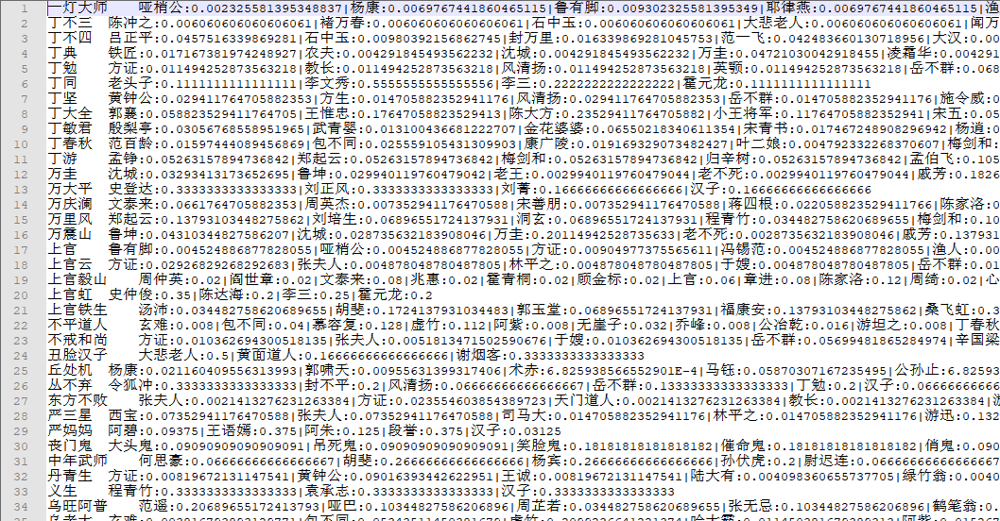 1 一灯大师 哑梢公:0.002325581395348837|杨康:0.006976744186046511​5|鲁有脚:0.009302325581395349|耶律燕:0.0069767441860465115|渔
2 丁不三 陈冲之:0.00606060606060606061|褚万春:0.006060606060606061|石中玉:0.006060606060606061|大悲老人:0.006060606060606061|闻万
3 丁不四 吕正平:0.0457516339869281|石中玉:0.09803921568627​45|封万里:0.016339869281045753|范一飞:0.042483660130718956|大汉:0.00
4 丁典 铁匠:0.017167381974248927|农夫:0.004291845493562232|沈城:0.004291845493562232|万圭:0.04721030042918455|凌霜华:0.00429
5 丁勉 方证:0.011494252873563218|教长:0.011494252873563218|风清扬:0.011494252873563218|英颚:0.011494252873563218|岳不群:0.068
6 丁同 老头子:0.1111111111111111|李文秀:0.5555555555555556|李三:0.2222222222222222|霍元龙:0.1111111111111111
7 丁坚 黄钟公:0.029411764705882353|方生:0.014705882352941176|风清扬:0.029411764705882353|岳不群:0.014705882352941176|施令威:0
8 丁大全 郭襄:0.058823529411764705|王惟忠:0.17647058823529413|陈大方:0.23529411764705882|小王将军:0.11764705882352941|宋五:0.05
9 丁敏君 殷梨亭:0.03056768558951965|武青婴:0.013100436681222707|金花婆婆:0.06550218340611354|宋青书:0.017467248908296942|杨逍:0
10 丁春秋 范百龄:0.01597444089456869|包不同:0.0255591054313​09903|康广陵:0.019169329073482427|叶二娘:0.004792332268370607|梅剑和:
11 丁游 孟铮:0.05263157894736842|郑起云:0.05263157894736842|梅剑和:0.05263157894736842|归辛树:0.05263157894736842|孟伯飞:0.105
12 万圭 沈城:0.03293413173652695|鲁坤:0.029940119760479042|老王:0.0029940119760479044|老不死:0.0029940119760479044|戚芳:0.1826
13 万大平 史登达:0.3333333333333333|刘正风:0.3333333333333333|刘菁:0.16666666666666666|汉子:0.16666666666666666
14 万庆澜 文泰来:0.0661764705882353|周英杰:0.007352941176470588|宋善朋:0.007352941176470588|蒋四根:0.022058823529411766|陈家洛:0
15 万里风 郑起云:0.13793103448275862|刘培生:0.06896551724137931|洞玄:0.06896551724137931|程青竹:0.034482758620689655|梅剑和:0.10
16 万震山 鲁坤:0.04310344827586207|沈城:0.028735632183908046|万圭:0.20114942528735633|老不死:0.0028735632183908046|戚芳:0.13793
17 上官 鲁有脚:0.004524886877828055|哑梢公:0.004524886877828055|方证:0.00904977375565611|冯锡范:0.004524886877828055|渔人:0.00
18 上官云 方证:0.02926829268292683|张夫人:0.004878048780487805|林平之:0.004878048780487805|于嫂:0.004878048780487805|岳不群:0.01
19 上官毅山 周仲英:0.02|阎世章:0.02|文泰来:0.08|兆惠:0.02|霍青桐:0.02|顾金标:0.02|上官:0.06|章进:0.08|陈家洛:0.12|周绮:0.02|心
20 上官虹 史仲俊:0.35|陈达海:0.2|李三:0.25|霍元龙:0.2
21 上官铁生 汤沛:0.034482758620689655|胡斐:0.1724137931034483|郭玉堂:0.06896551724137931|福康安:0.13793103448275862|桑飞虹:0.3
22 不平道人 玄难:0.008|包不同:0.04|慕容复:0.128|虚竹:0.112|阿紫:0.008|无崖子:0.032|乔峰:0.008|公冶乾:0.016|游坦之:0.008|丁春秋
23 不戒和尚 方证:0.010362694300518135|张夫人:0.0051813471502590676|于嫂:0.010362694300518135|岳不群:0.05699481865284974|辛国梁
24 丑脸汉子 大悲老人:0.5|黄面道人:0.16666666666666666|谢烟客:0.3333333333333333
25 丘处机 杨康:0.021160409556313993|郭啸天:0.00955631399317406|术赤:6.825938566552901E-4|马钰:0.05870307167235495|公孙止:6.8259
26 丛不弃 令狐冲:0.3333333333333333|封不平:0.2|风清扬:0.06666666666666667|岳不群:0.13333333333333333|丁勉:0.2|汉子:0.0666666666
27 东方不败 张夫人:0.0021413276231263384|方证:0.023554603854389723|天门道人:0.0021413276231263384|教长:0.0021413276231263384|游
28 严三星 西宝:0.07352941176470588|张夫人:0.07352941176470588|司马大:0.014705882352941176|林平之:0.014705882352941176|游迅:0.132
29 严妈妈 阿碧:0.09375|王语嫣:0.375|阿朱:0.125|段誉:0.375|汉子:0.03125
30 丧门鬼 大头鬼:0.09090909090909091|吊死鬼:0.09090909090909091|笑脸鬼:0.18181818181818182|催命鬼:0.18181818181818182|俏鬼:0.090
31 中年武师 何思豪:0.06666666666666667|胡斐:0.26666666666666666|杨宾:0.26666666666666666|孙伏虎:0.2|尉迟连:0.06666666666666667
32 丹青生 方证:0.00819672131147541|黄钟公:0.09016393442622951|王诚:0.00819672131147541|陆大有:0.004098360655737705|绿竹翁:0.004
33 义生 程青竹:0.3333333333333333|袁承志:0.3333333333333333|汉子:0.3333333333333333
34 乌旺阿普 范遥:0.20689655172413793|哑巴:0.10344827586206896|周芷若:0.034482758620689655|张无忌:0.10344827586206896|鹤笔翁:0.